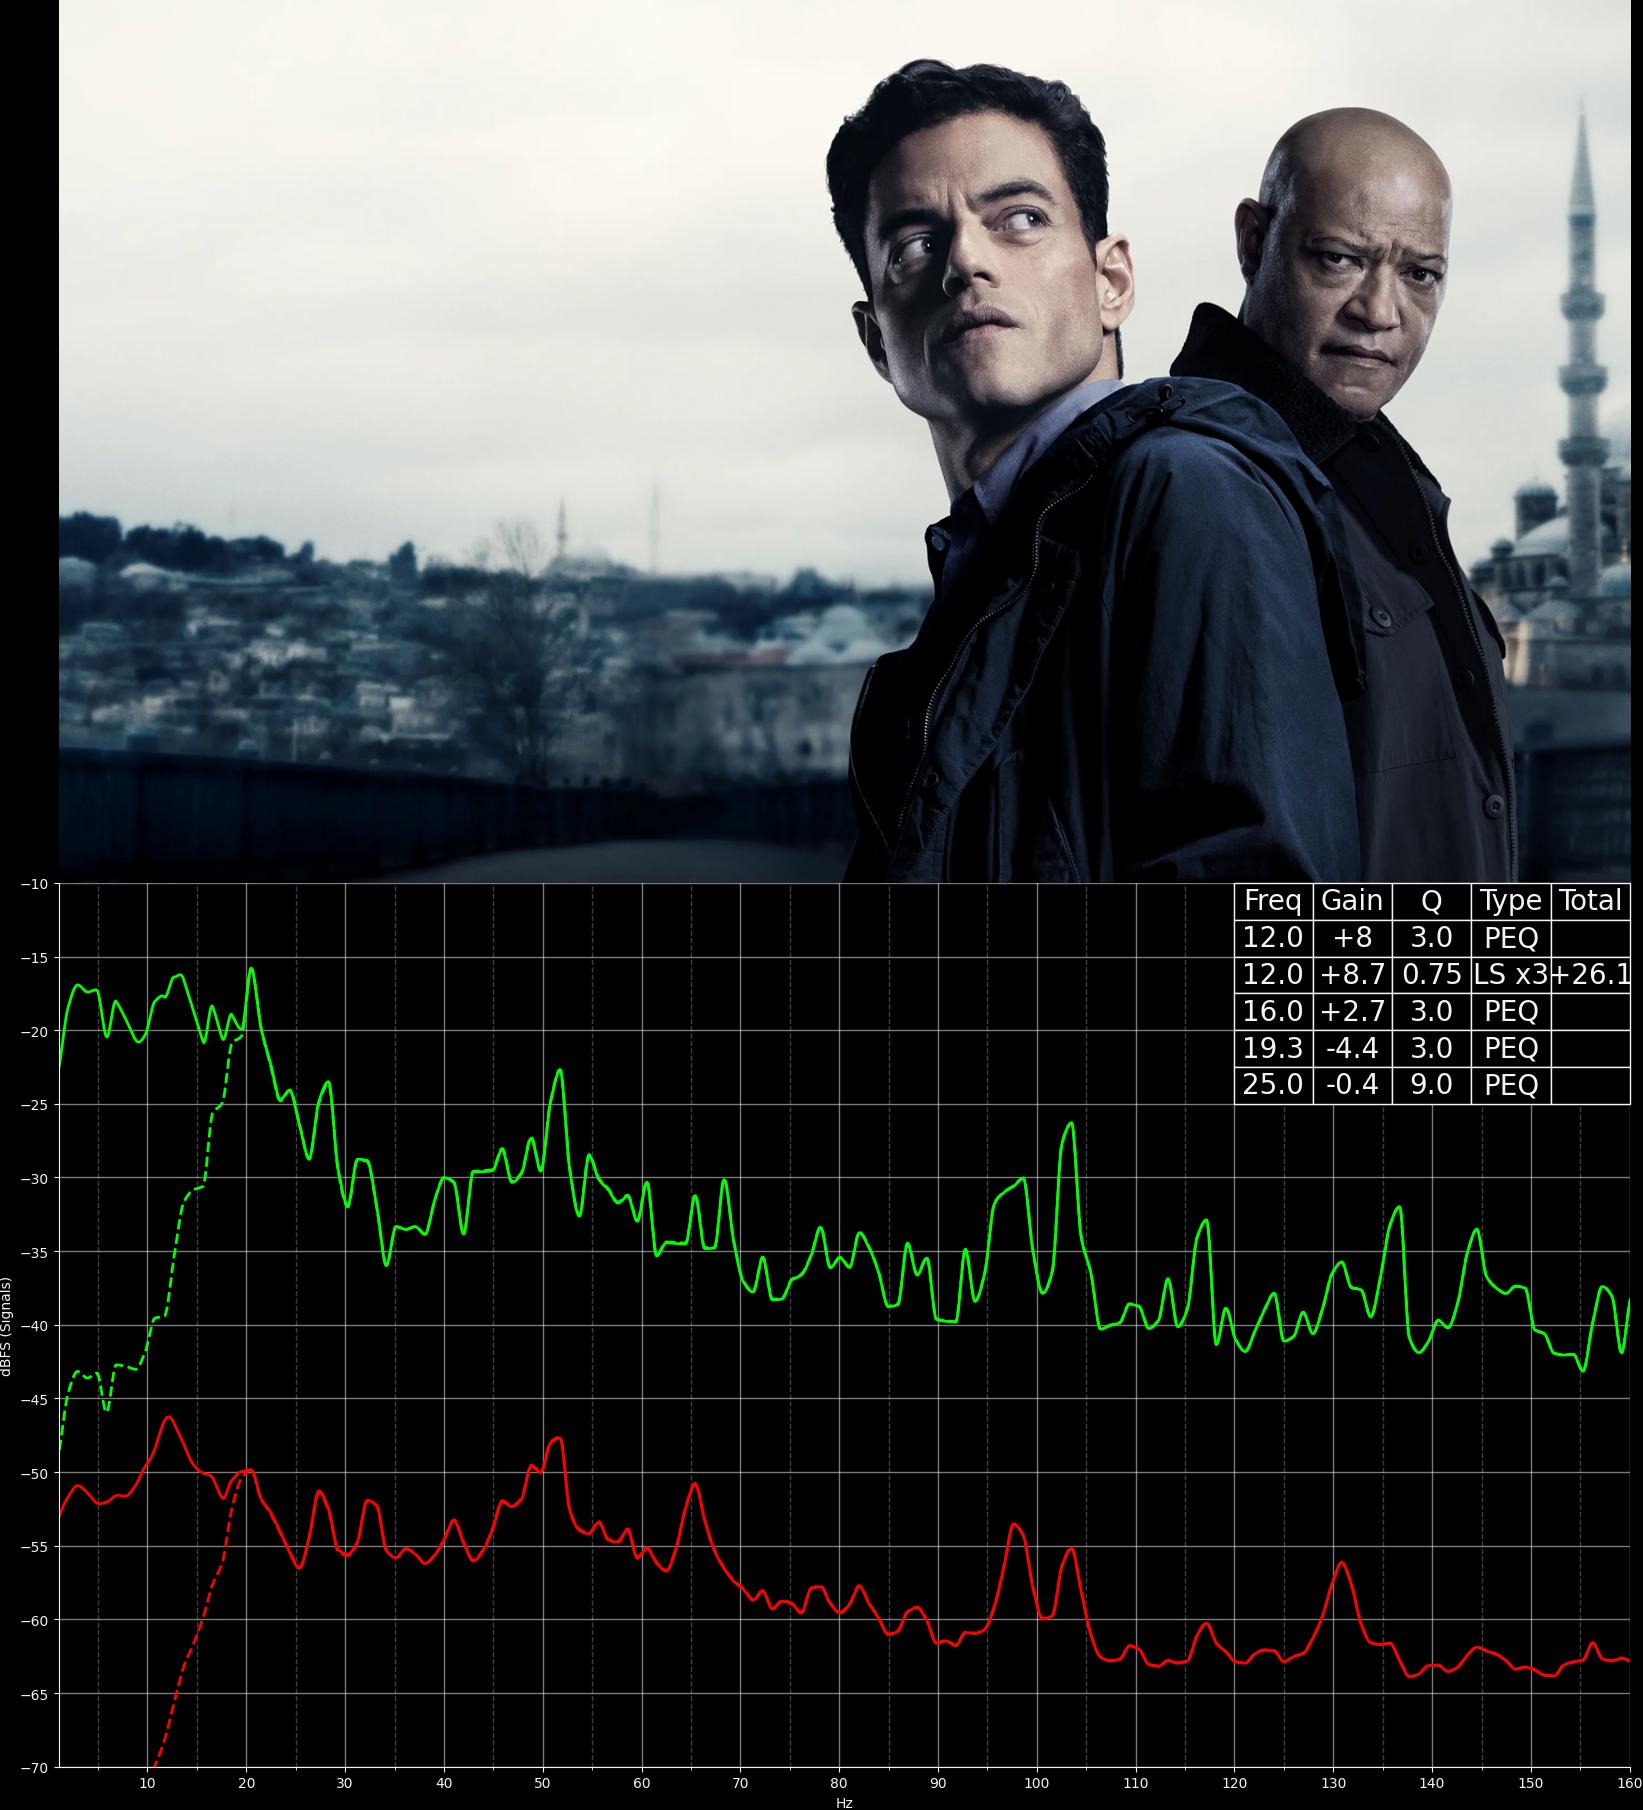 Freq Gain Q Type Total
12.0 +8 3.0 PEQ
12.0 +8.7 0.75 LS x3 +26.1
16.0 +2.7 3.0 PEQ
19.3 -4.4 3.0 PEQ
25.0 -0.4 9.0 PEQ
−10
−15
−20
−25
−30
−35
−40
−45
−50
−55
−60
−65
−70
dBFS (Signals)
10 20 30 40 50 60 70 80 90 100 110 120 130 140 150 160
Hz